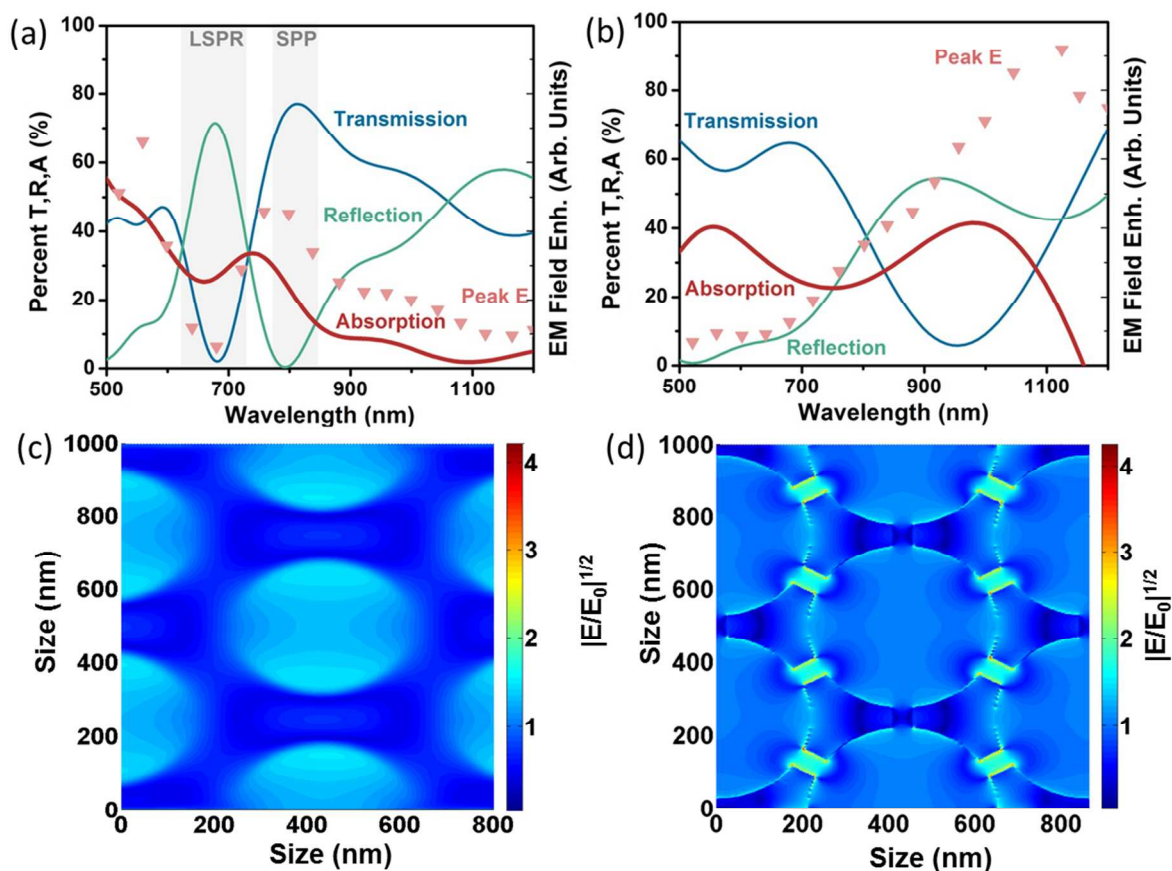 (a)
LSPR SPP
Transmission
Reflection
Peak E
Absorption
100
80
60
40
20
0
500 700 900 1100
Percent T,R,A (%)
EM Field Enh. (Arb. Units)
Wavelength (nm)
(b)
Peak E
Transmission
Absorption
Reflection
100
80
60
40
20
0
500 700 900 1100
Percent T,R,A (%)
EM Field Enh. (Arb. Units)
Wavelength (nm)
(c)
1000
800
600
400
200
0
0 200 400 600 800
Size (nm)
Size (nm)
4
3
2
1
|E/E0|1/2
(d)
1000
800
600
400
200
0
0 200 400 600 800
Size (nm)
Size (nm)
4
3
2
1
|E/E0|1/2